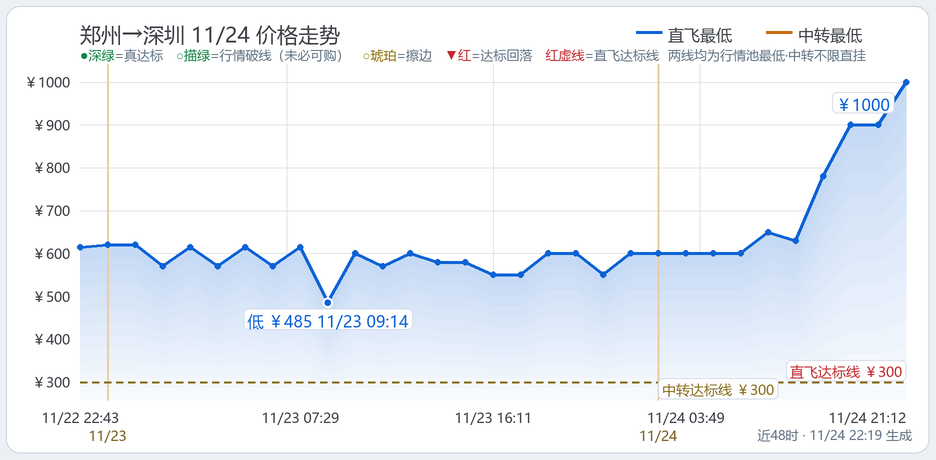 郑州→深圳 11/24 价格走势
直飞最低 中转最低
●深绿=真达标 ○描绿=行情破线（未必可购） ○琥珀=擦边 ▼红=达标回落 红虚线=直飞达标线 两线均为行情池最低·中转不限直挂
￥1000
￥900
￥800
￥700
￥600
￥500
￥400
￥300
￥1000
低 ￥485 11/23 09:14
直飞达标线 ￥300
中转达标线 ￥300
11/22 22:43 11/23 07:29 11/23 16:11 11/24 03:49 11/24 21:12
11/23 11/24
近48时 · 11/24 22:19 生成